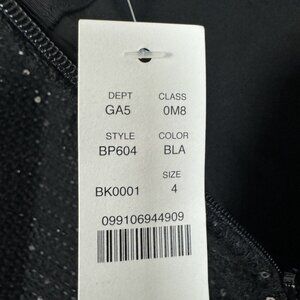 DEPT CLASS
GA5 0M8
STYLE COLOR
BP604 BLA
SIZE
BK0001 4
099106944909